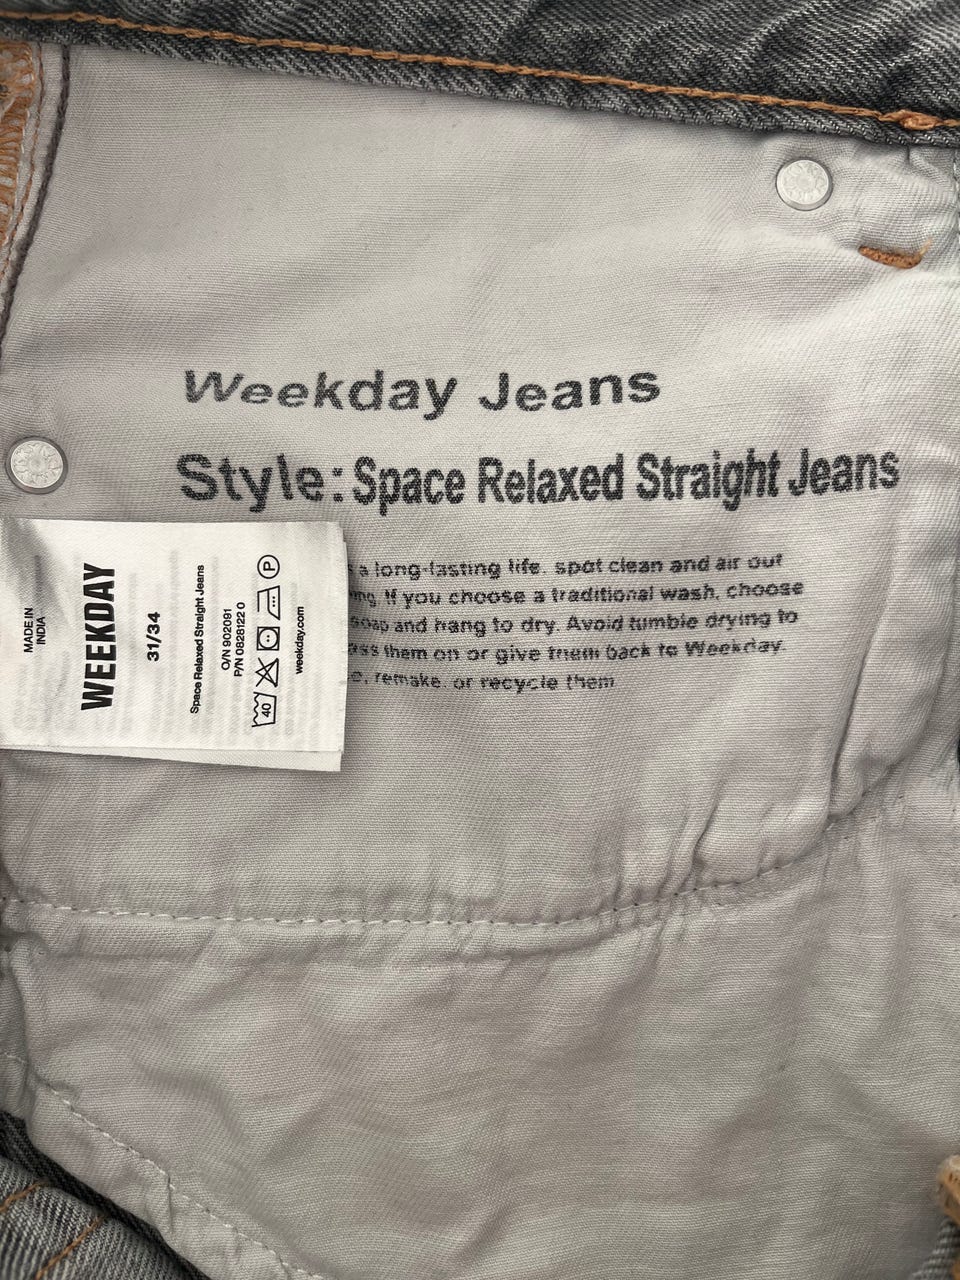 Weekday Jeans
Style: Space Relaxed Straight Jeans
a long-lasting life, spot clean and air out
If you choose a traditional wash, choose
soap and hang to dry. Avoid tumble drying to
them on or give them back to Weekday.
remake, or recycle them
MADE IN
INDIA
WEEKDAY
31/34
Space Relaxed Straight Jeans
O/N 902091
P/N 0828122 0
40 P
weekday.com